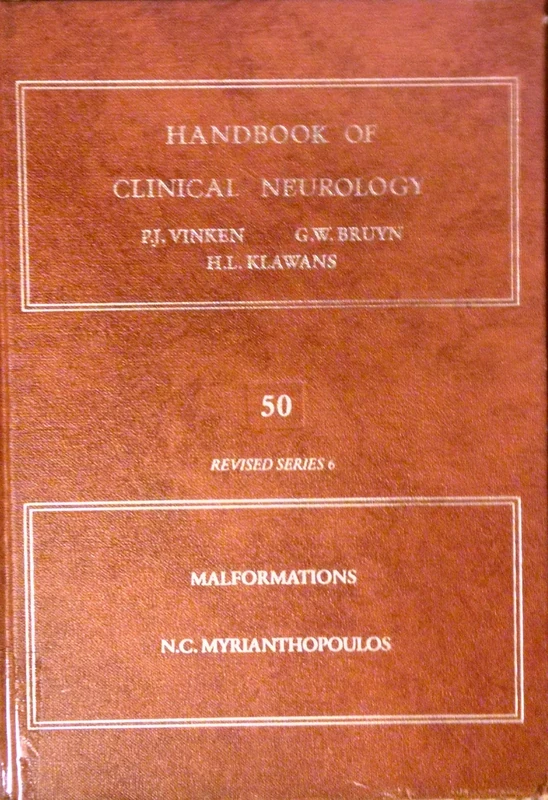 HANDBOOK OF
CLINICAL NEUROLOGY
P.J. VINKEN G.W. BRUYN
H.L. KLAWANS
50
REVISED SERIES 6
MALFORMATIONS
N.C. MYRIANTHOPOULOS